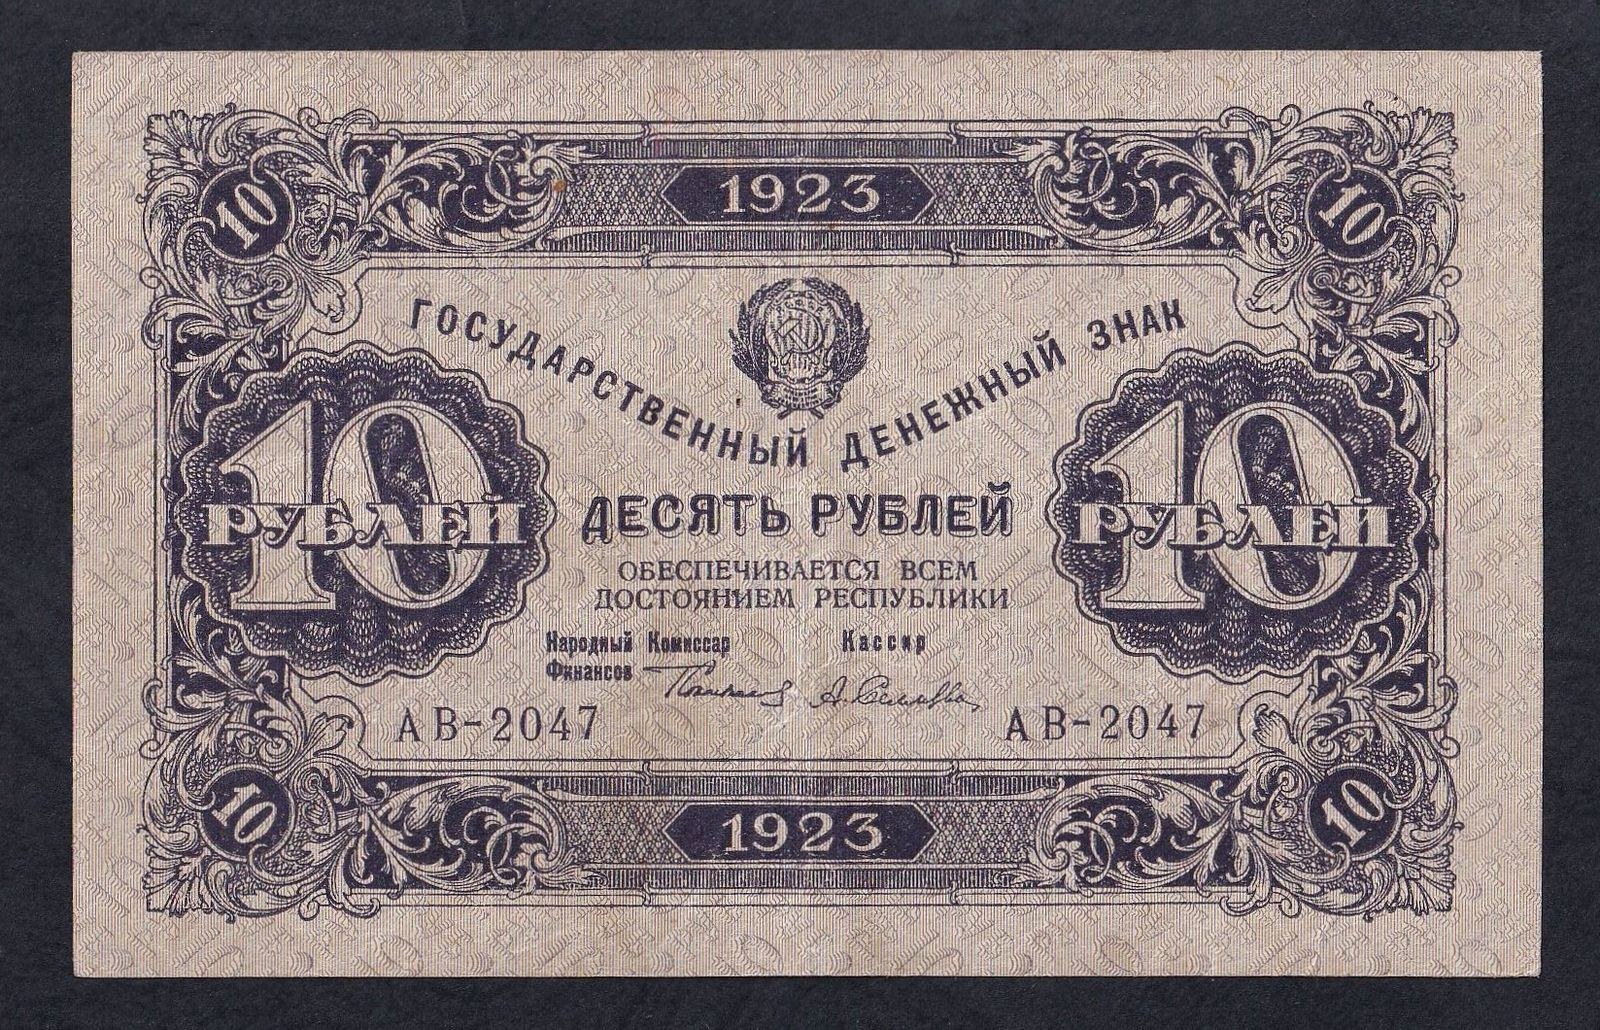 1923
10 10
ГОСУДАРСТВЕННЫЙ ДЕНЕЖНЫЙ ЗНАК
10 РУБЛЕЙ
ДЕСЯТЬ РУБЛЕЙ
10 РУБЛЕЙ
ОБЕСПЕЧИВАЕТСЯ ВСЕМ
ДОСТОЯНИЕМ РЕСПУБЛИКИ
Народный Комиссар
Финансов
Кассир
АВ-2047 АВ-2047
10 10
1923